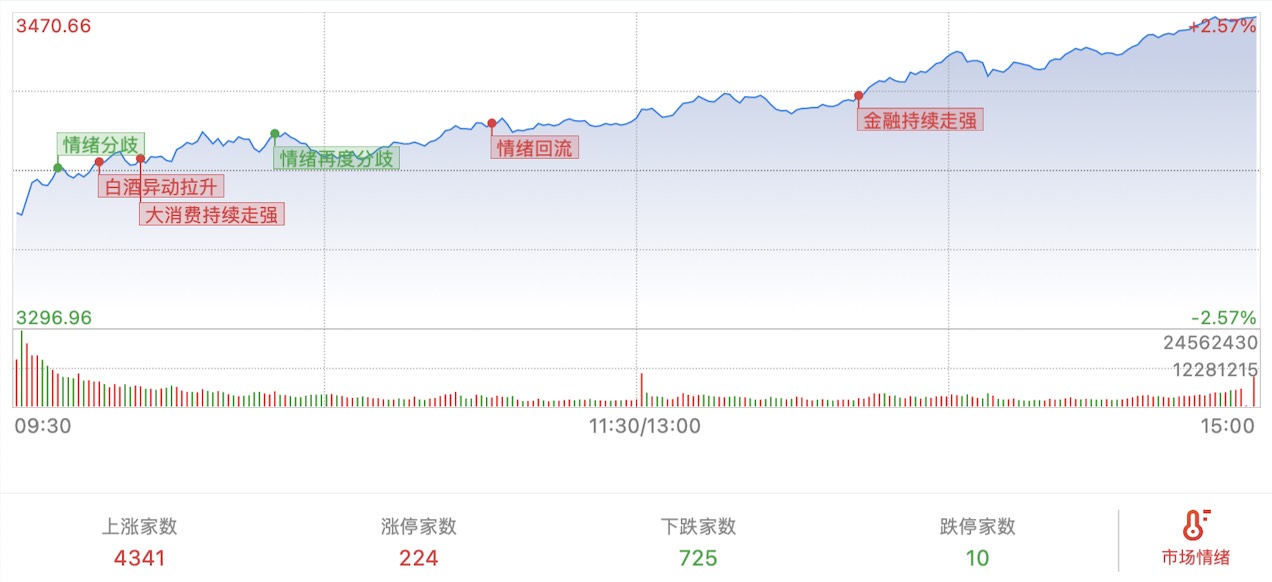 3470.66
+2.57%
情绪分歧
白酒异动拉升
大消费持续走强
情绪再度分歧
情绪回流
金融持续走强
3296.96
-2.57%
24562430
12281215
09:30
11:30/13:00
15:00
上涨家数
涨停家数
下跌家数
跌停家数
4341
224
725
10
市场情绪